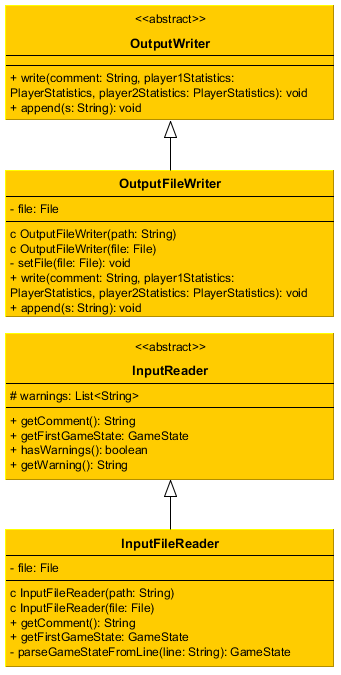 <<abstract>>
OutputWriter
+ write(comment: String, player1Statistics:
PlayerStatistics, player2Statistics: PlayerStatistics): void
+ append(s: String): void
OutputFileWriter
- file: File
c OutputFileWriter(path: String)
c OutputFileWriter(file: File)
- setFile(file: File): void
+ write(comment: String, player1Statistics:
PlayerStatistics, player2Statistics: PlayerStatistics): void
+ append(s: String): void
<<abstract>>
InputReader
# warnings: List<String>
+ getComment(): String
+ getFirstGameState: GameState
+ hasWarnings(): boolean
+ getWarning(): String
InputFileReader
- file: File
c InputFileReader(path: String)
c InputFileReader(file: File)
+ getComment(): String
+ getFirstGameState: GameState
- parseGameStateFromLine(line: String): GameState